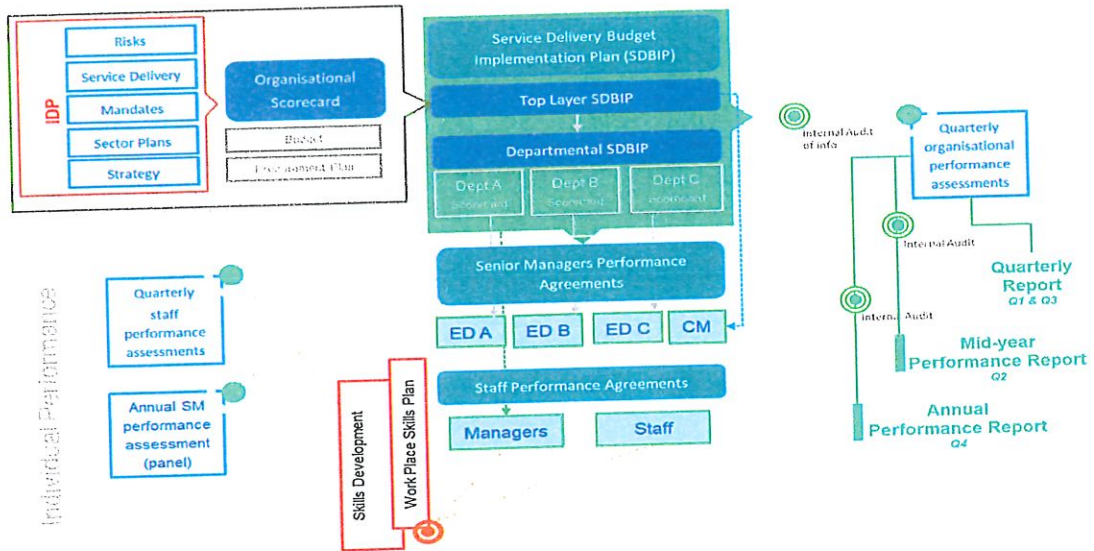 IDP
Risks
Service Delivery
Mandates
Sector Plans
Strategy
Organisational
Scorecard
Budget
Procurement Plan
Service Delivery Budget
Implementation Plan (SDBIP)
Top Layer SDBIP
Departmental SDBIP
Dept A
Scorecard
Dept B
Scorecard
Dept C
Scorecard
Senior Managers Performance
Agreements
ED A
ED B
ED C
CM
Staff Performance Agreements
Managers
Staff
Internal Audit
of info
Quarterly
organisational
performance
assessments
Internal Audit
Internal Audit
Quarterly
Report
Q1 & Q3
Mid-year
Performance Report
Q2
Annual
Performance Report
Q4
Individual Performance
Quarterly
staff
performance
assessments
Annual SM
performance
assessment
(panel)
Skills Development
Work Place Skills Plan